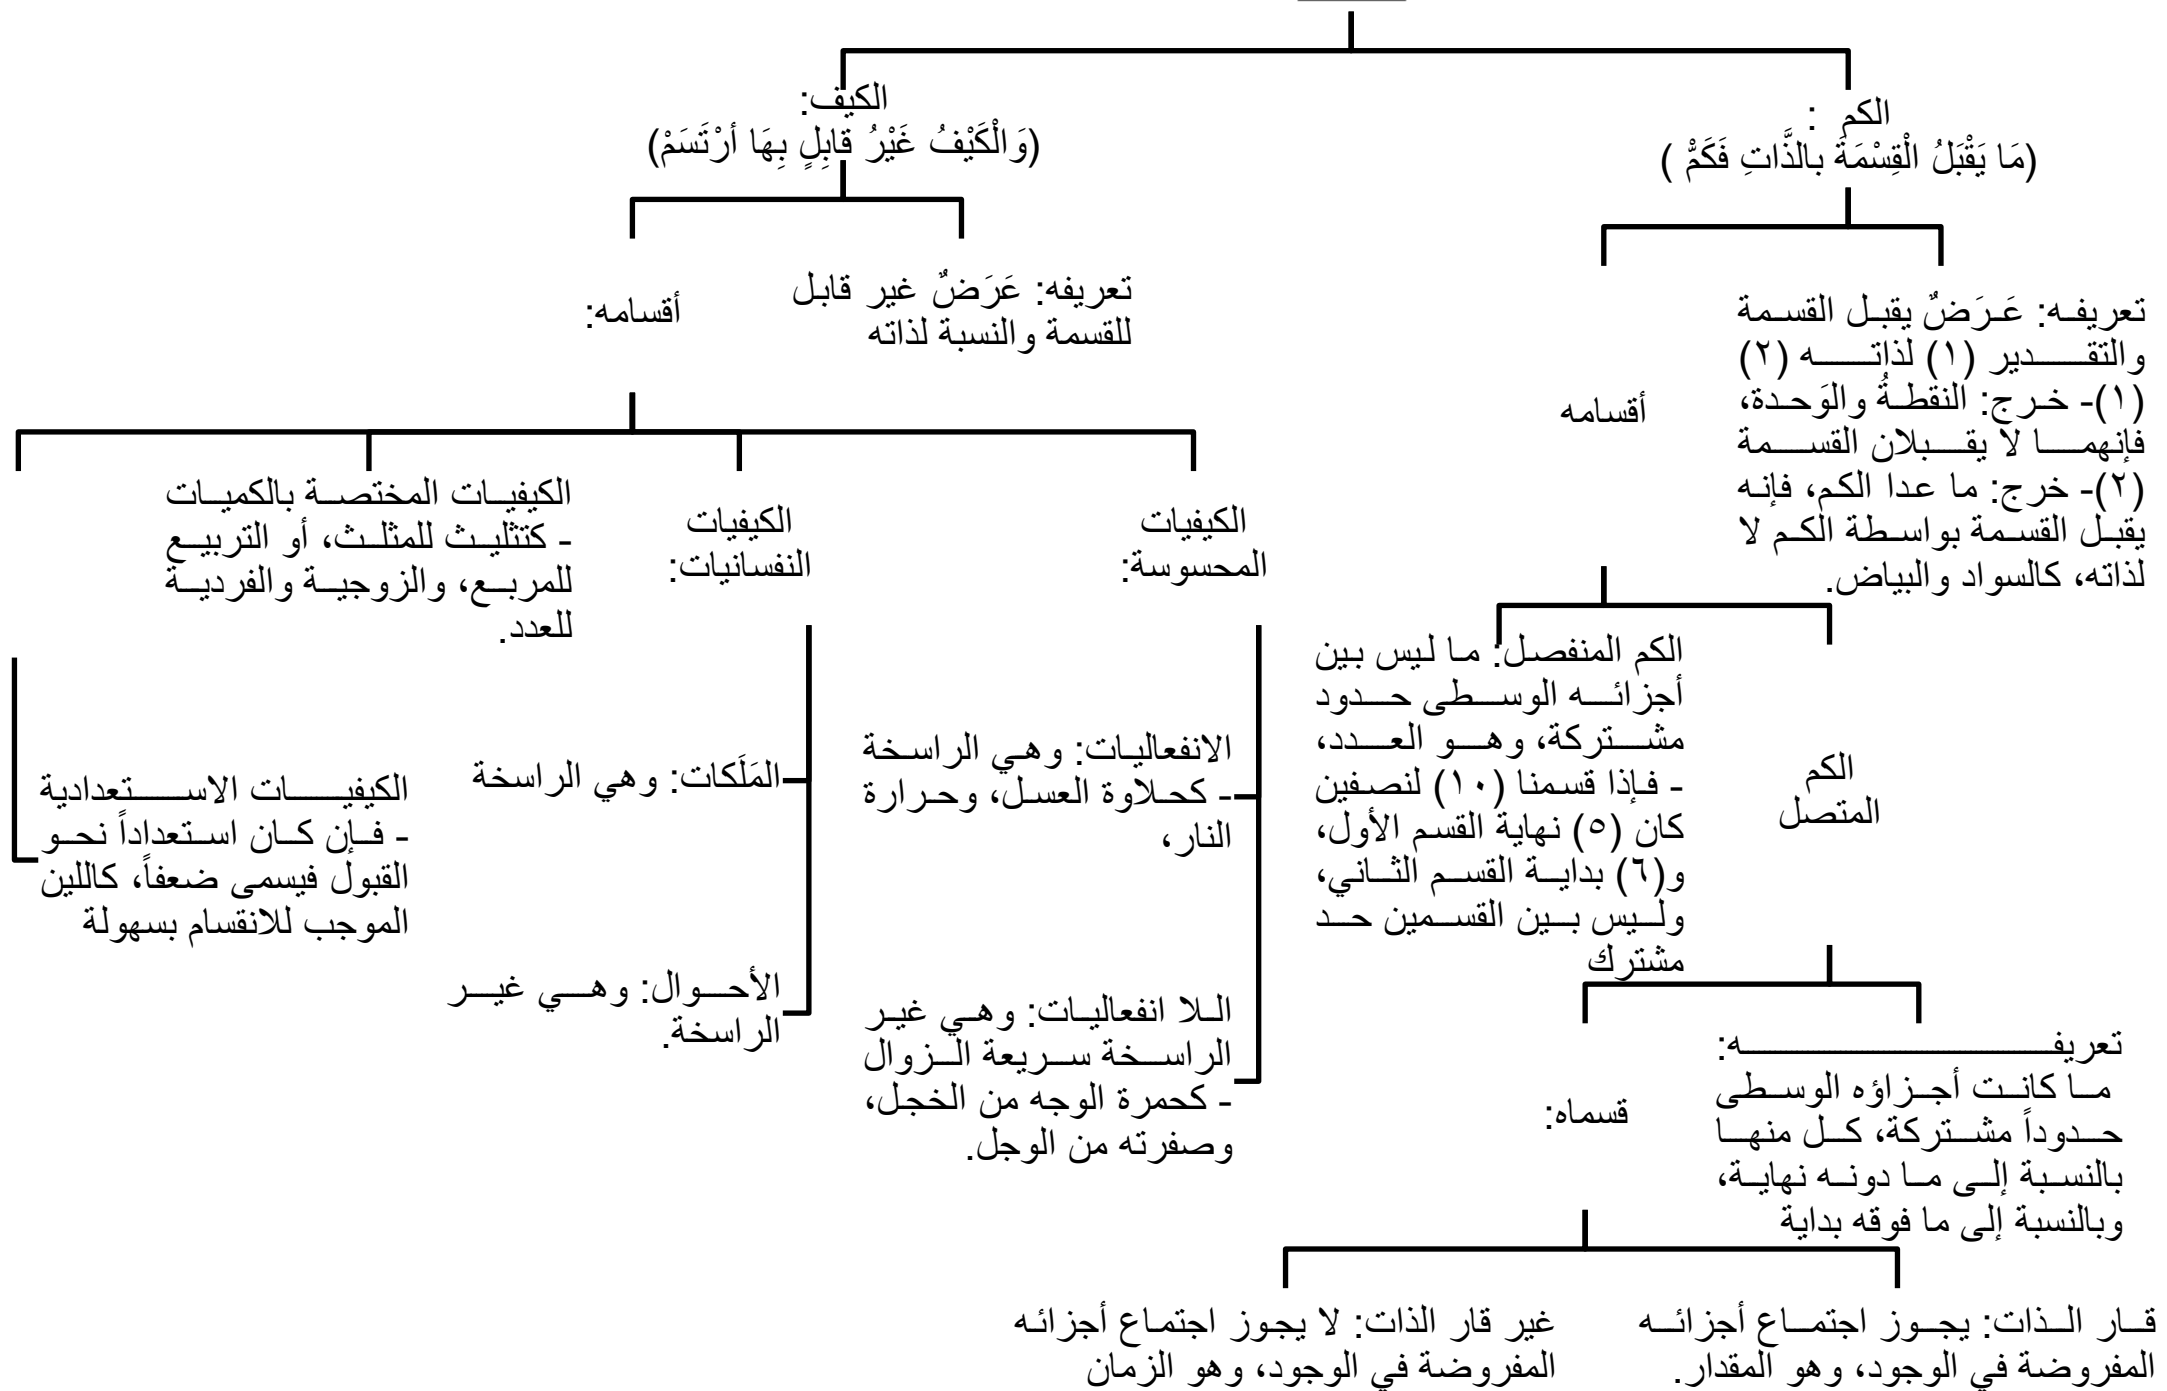 الكم :
(مَا يَقْبَلُ الْقِسْمَةَ بالذَّاتِ فَكَمٌّ )
الكيف:
(وَالْكَيْفُ غَيْرُ قَابِلٍ بِهَا أرْتَسَمْ)
تعريفه: عَرَضٌ يقبل القسمة
والتقدير (١) لذاته (٢)
(١)- خرج: النقطةُ والوَحدة،
فإنهما لا يقبلان القسمة
(٢)- خرج: ما عدا الكم، فإنه
يقبل القسمة بواسطة الكم لا
لذاته، كالسواد والبياض.
أقسامه
الكم
المتصل
الكم المنفصل: ما ليس بين
أجزائه الوسطى حدود
مشتركة، وهو العدد،
- فإذا قسمنا (١٠) لنصفين
كان (٥) نهاية القسم الأول،
و(٦) بداية القسم الثاني،
وليس بين القسمين حد
مشترك
تعريفه:
ما كانت أجزاؤه الوسطى
حدوداً مشتركة، كل منها
بالنسبة إلى ما دونه نهاية،
وبالنسبة إلى ما فوقه بداية
قسماه:
قار الذات: يجوز اجتماع أجزائه
المفروضة في الوجود، وهو المقدار.
غير قار الذات: لا يجوز اجتماع أجزائه
المفروضة في الوجود، وهو الزمان
تعريفه: عَرَضٌ غير قابل
للقسمة والنسبة لذاته
أقسامه:
الكيفيات
المحسوسة:
الانفعاليات: وهي الراسخة
- كحلاوة العسل، وحرارة
النار،
اللا انفعاليات: وهي غير
الراسخة سريعة الزوال
- كحمرة الوجه من الخجل،
وصفرته من الوجل.
الكيفيات
النفسانيات:
المَلَكات: وهي الراسخة
الأحوال: وهي غير
الراسخة.
الكيفيات المختصة بالكميات
- كتثليث للمثلث، أو التربيع
للمربع، والزوجية والفردية
للعدد.
الكيفيات الاستعدادية
- فإن كان استعداداً نحو
القبول فيسمى ضعفاً، كاللين
الموجب للانقسام بسهولة